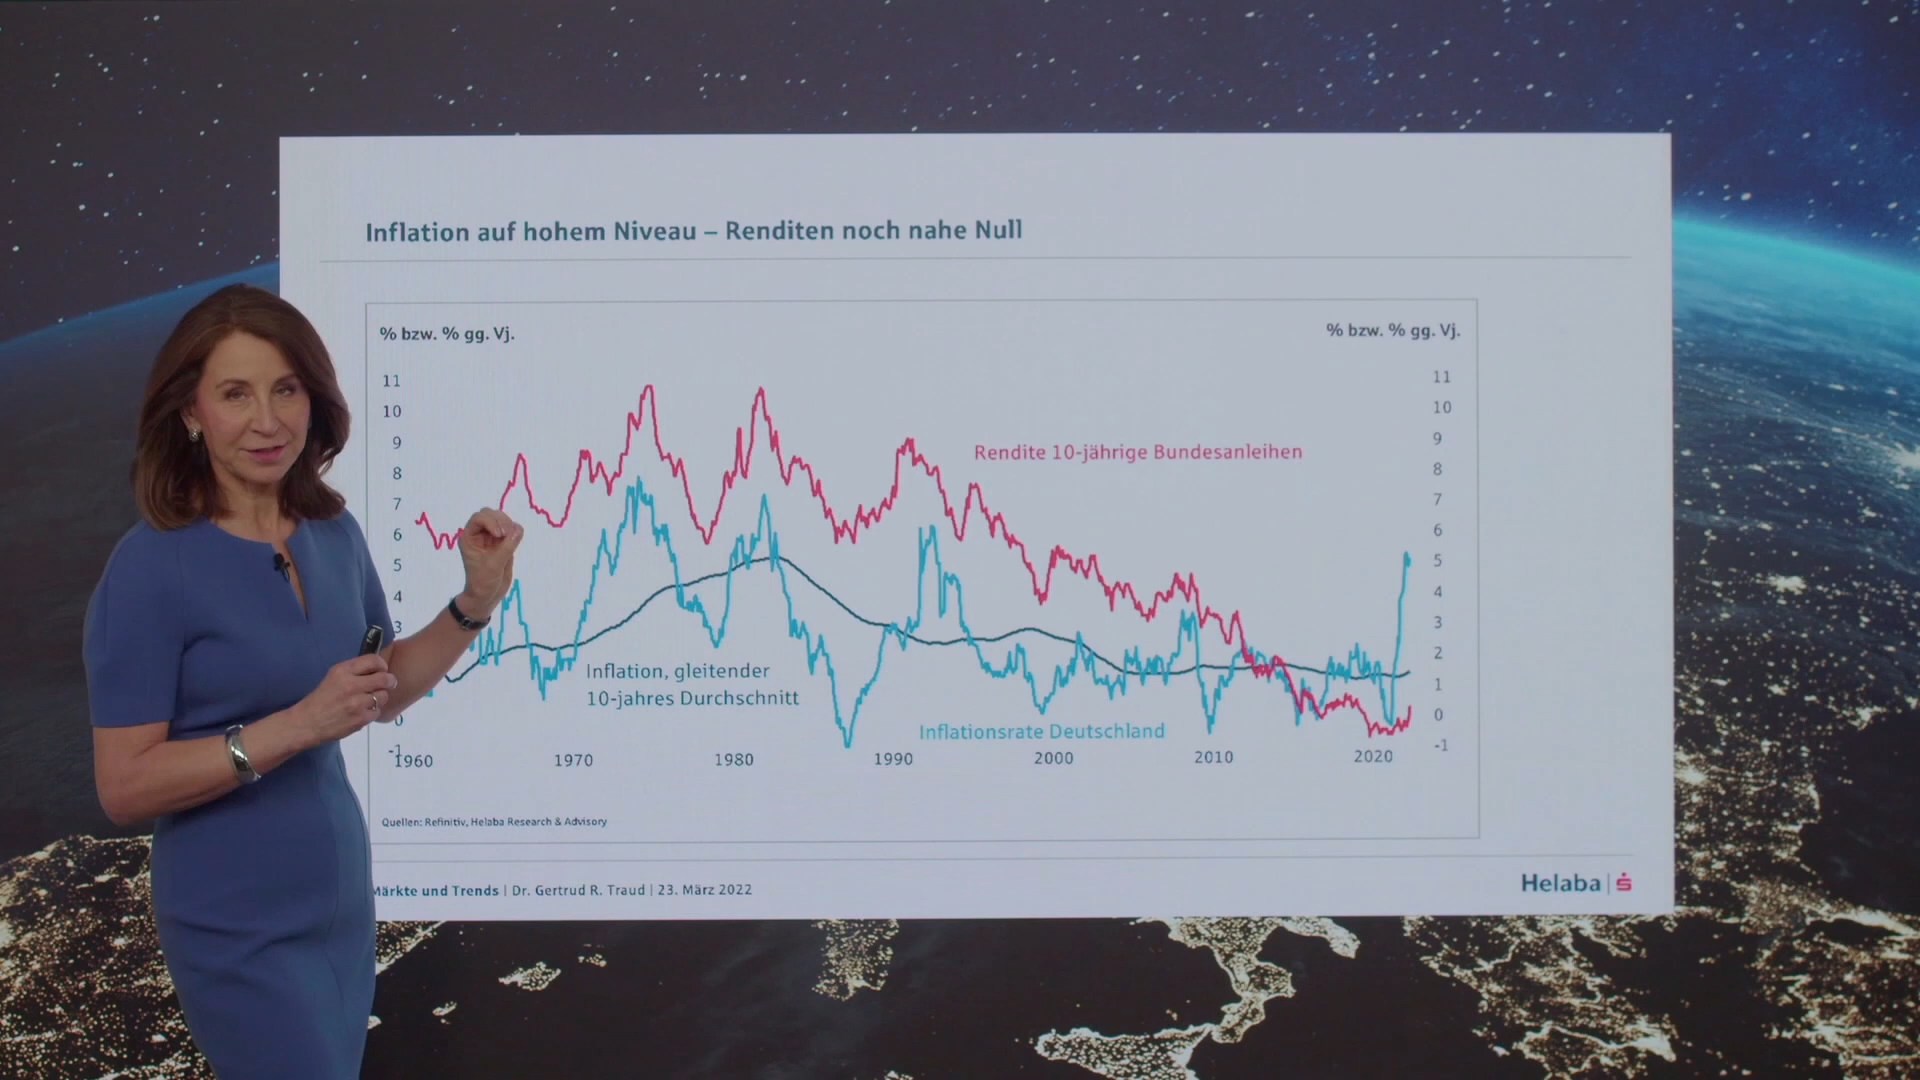 Inflation auf hohem Niveau – Renditen noch nahe Null
% bzw. % gg. Vj.
% bzw. % gg. Vj.
11
10
9
8
7
6
5
4
3
0
-1
11
10
9
8
7
6
5
4
3
2
1
0
-1
Rendite 10-jährige Bundesanleihen
Inflation, gleitender
10-jahres Durchschnitt
Inflationsrate Deutschland
1960 1970 1980 1990 2000 2010 2020
Quellen: Refinitiv, Helaba Research & Advisory
Märkte und Trends | Dr. Gertrud R. Traud | 23. März 2022
Helaba